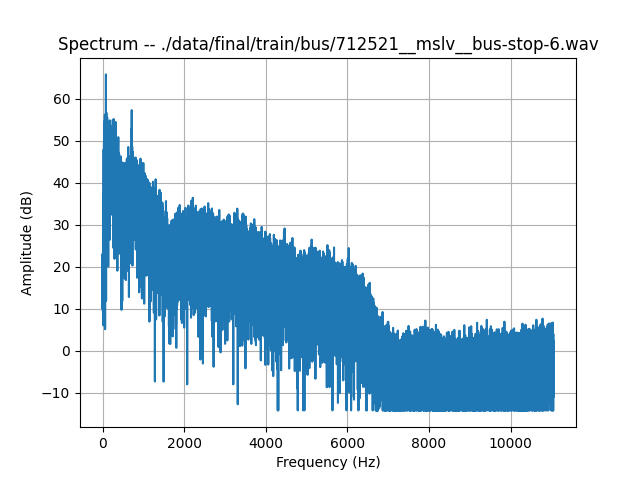 Spectrum -- ./data/final/train/bus/712521__mslv__bus-stop-6.wav
60
50
40
30
20
10
0
−10
Amplitude (dB)
0 2000 4000 6000 8000 10000
Frequency (Hz)